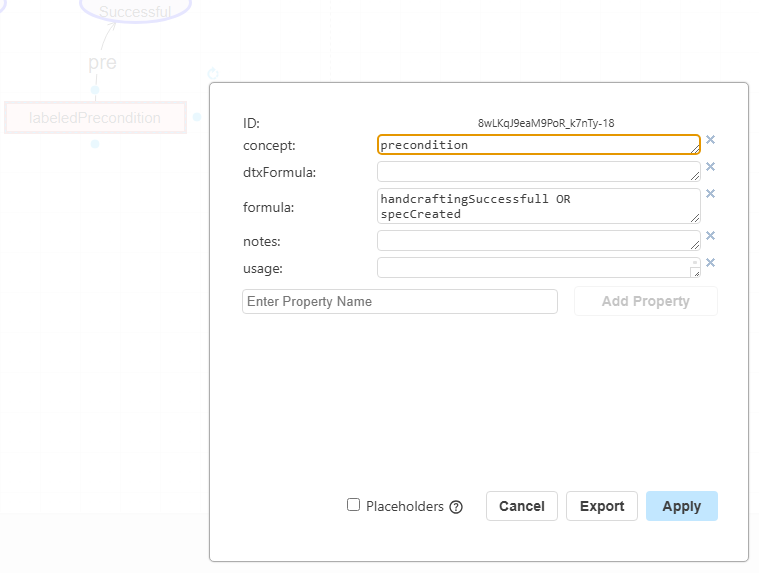 Successful
pre
labeledPrecondition
ID: 8wLKqJ9eaM9PoR_k7nTy-18
concept: precondition
dtxFormula:
formula: handcraftingSuccessfull OR
specCreated
notes:
usage:
Enter Property Name Add Property
Placeholders ? Cancel Export Apply